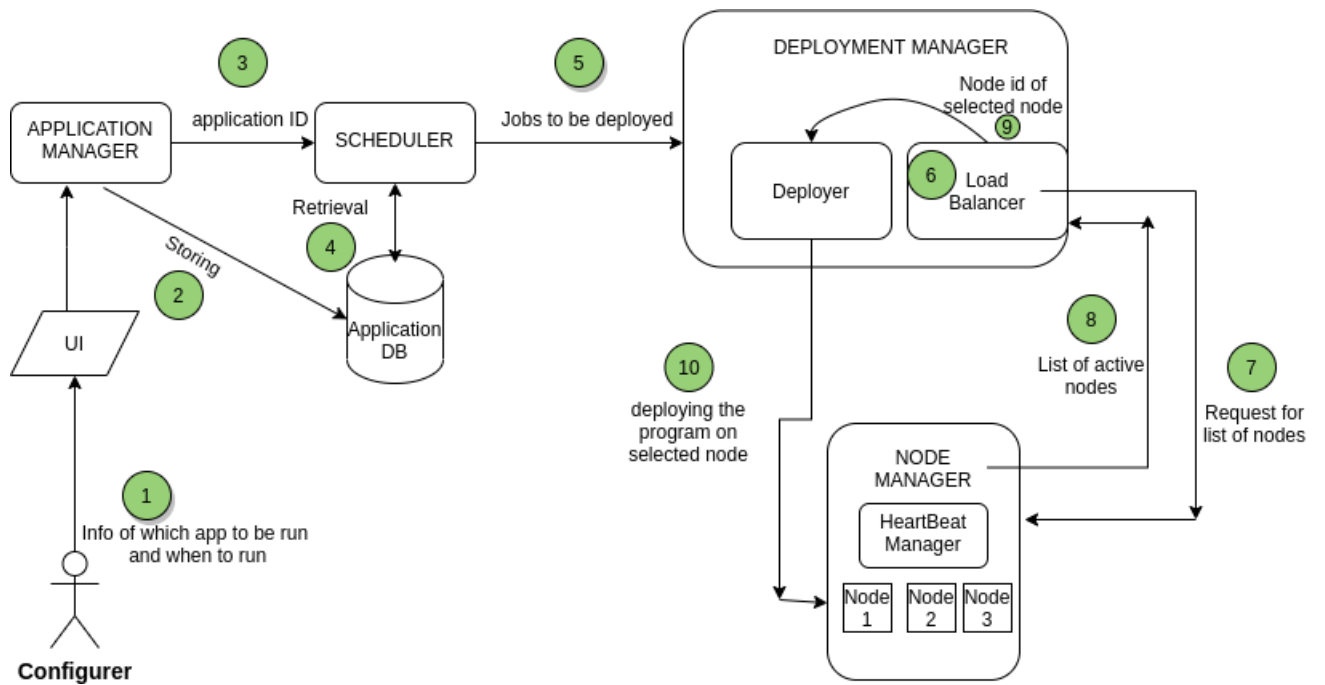 3
5
DEPLOYMENT MANAGER
application ID
Jobs to be deployed
Node id of
selected node
9
APPLICATION
MANAGER
SCHEDULER
Deployer
6
Load
Balancer
Retrieval
4
Storing
2
Application
DB
UI
8
List of active
nodes
7
Request for
list of nodes
10
deploying the
program on
selected node
NODE
MANAGER
HeartBeat
Manager
Node
1
Node
2
Node
3
1
Info of which app to be run
and when to run
Configurer